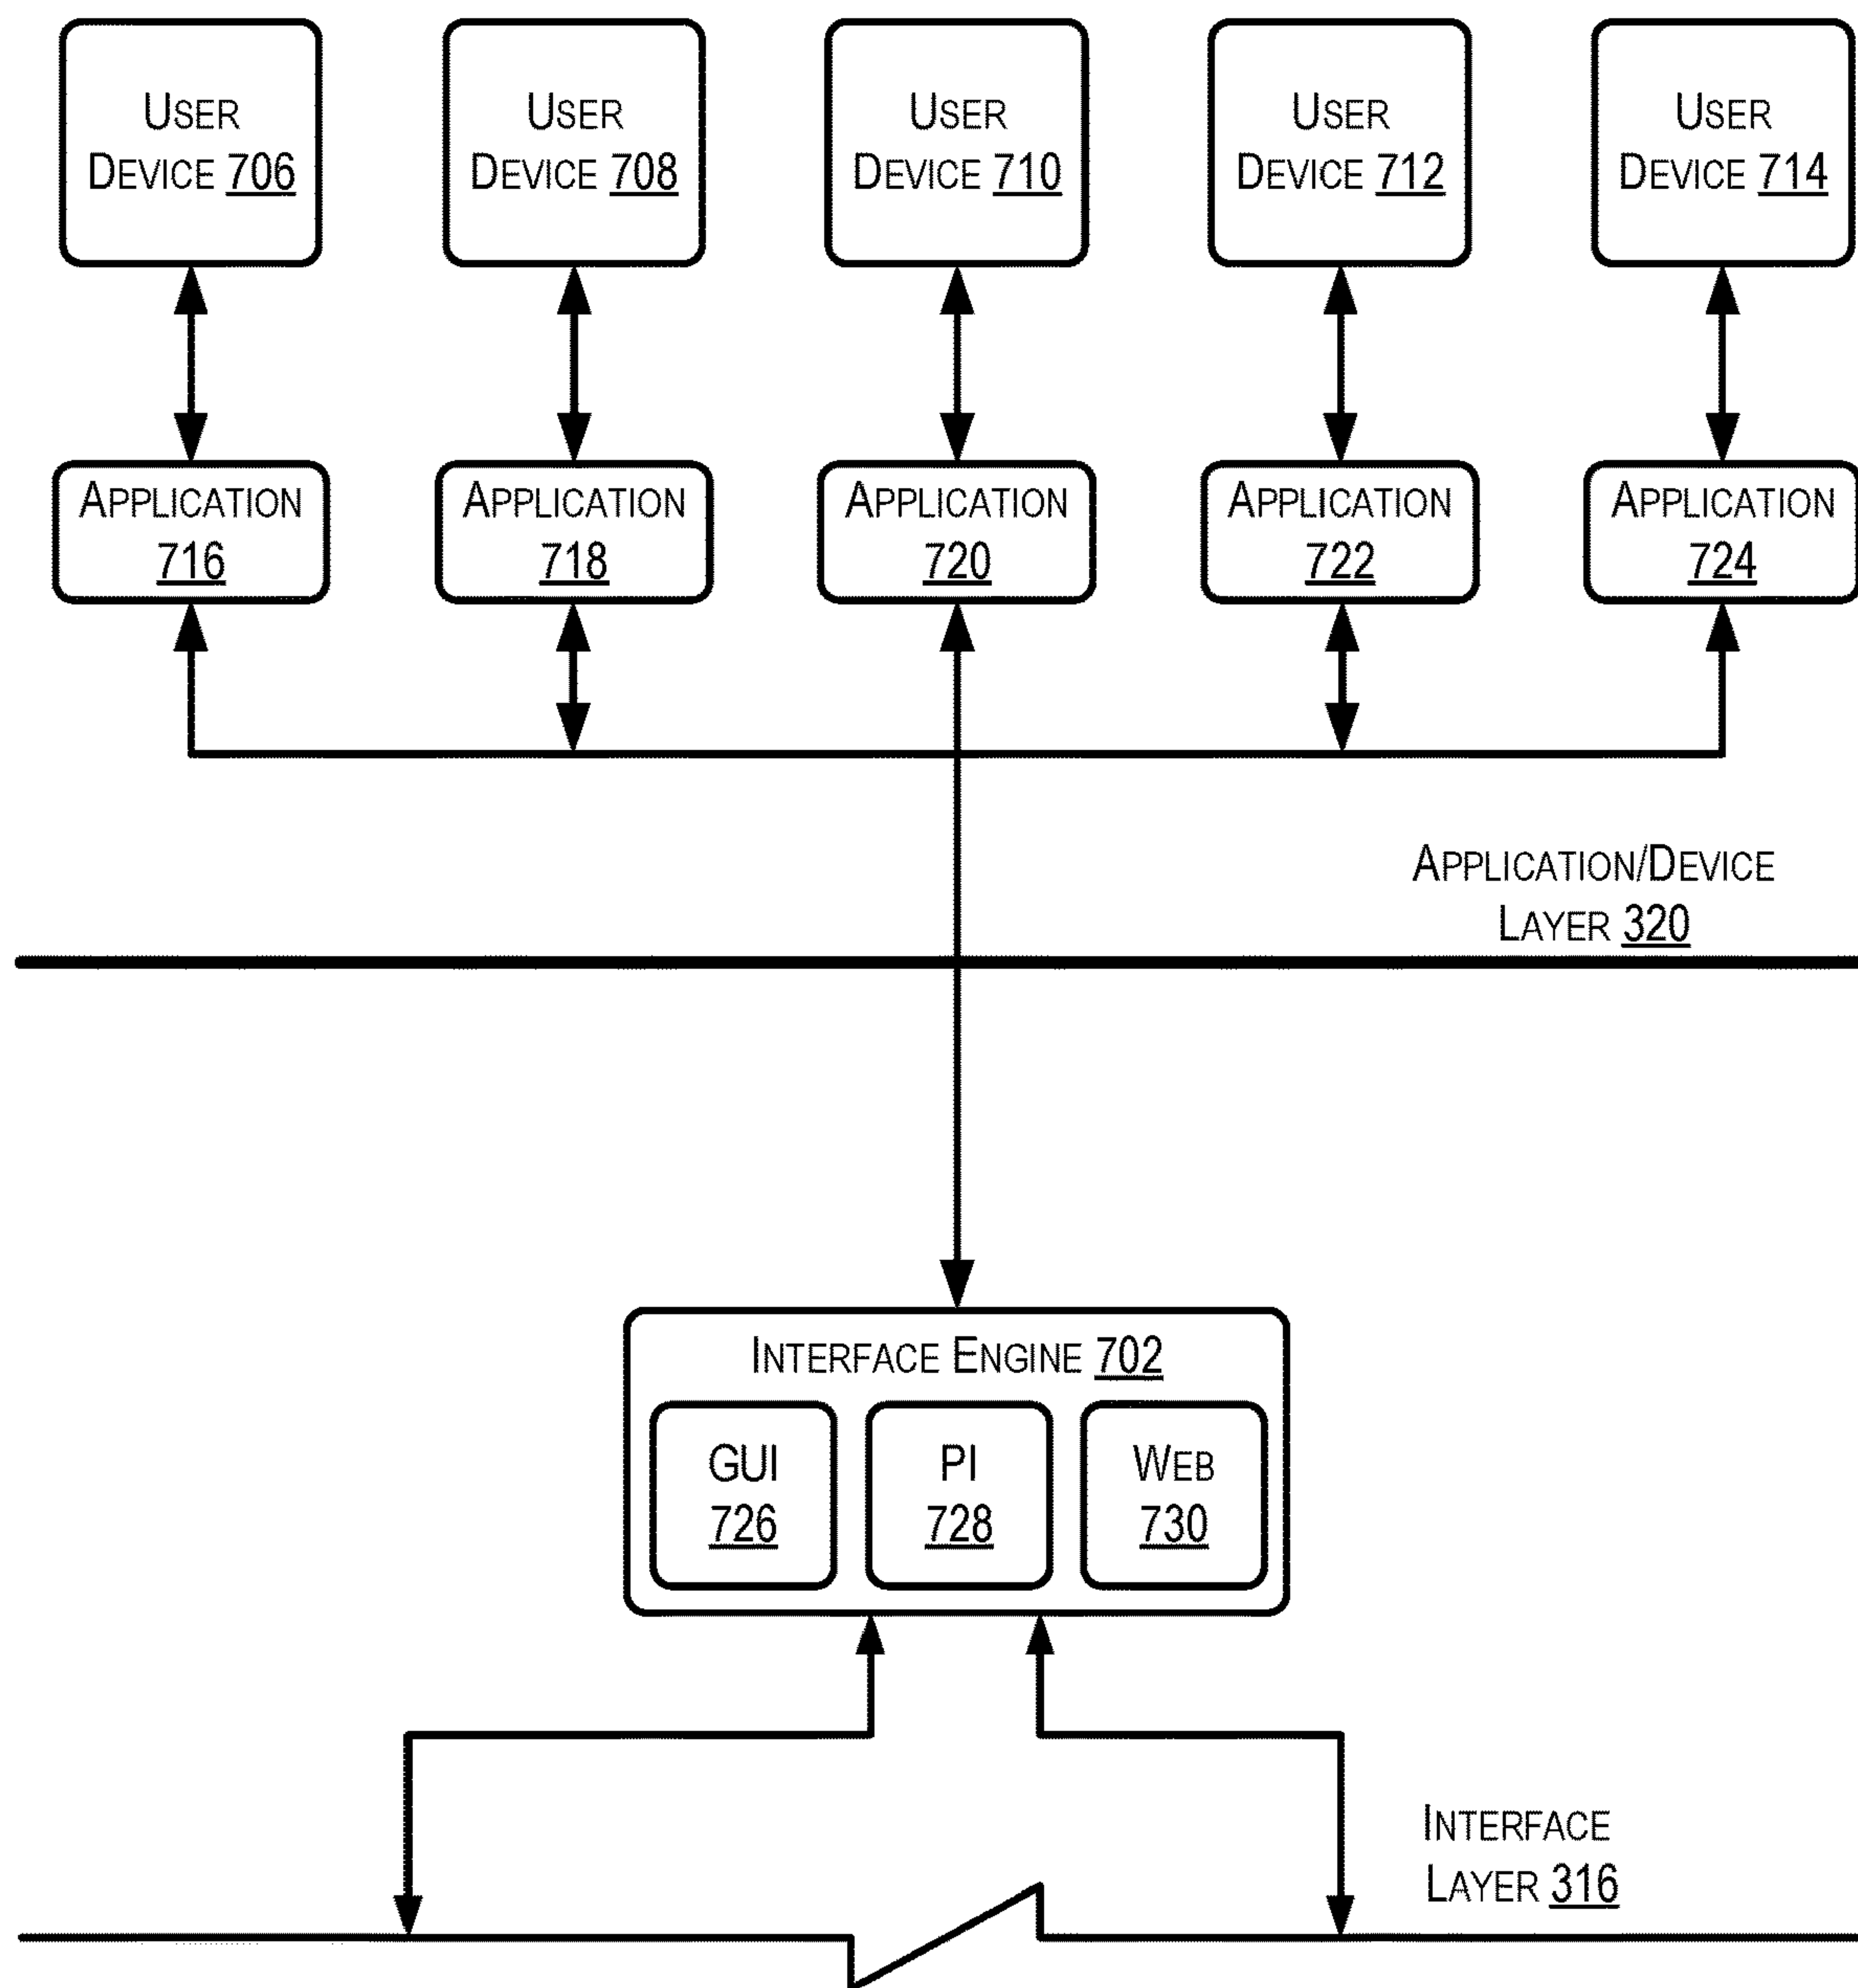 User
Device 706
User
Device 708
User
Device 710
User
Device 712
User
Device 714
Application
716
Application
718
Application
720
Application
722
Application
724
Application/Device
Layer 320
Interface Engine 702
GUI
726
PI
728
Web
730
Interface
Layer 316